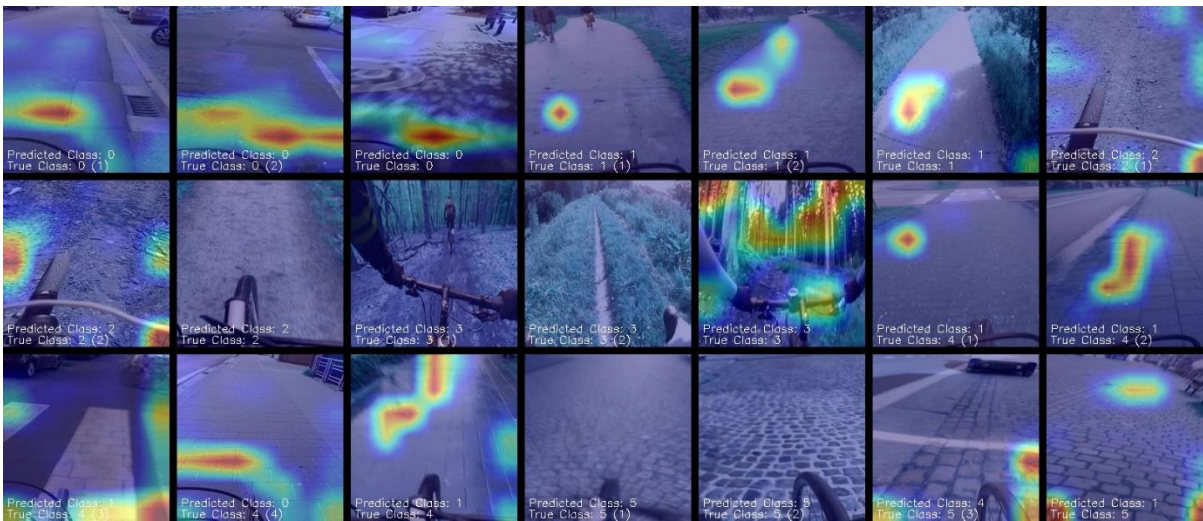 Predicted Class: 0
True Class: 0 (1)
Predicted Class: 0
True Class: 0 (2)
Predicted Class: 0
True Class: 0
Predicted Class: 1
True Class: 1 (1)
Predicted Class: 1
True Class: 1 (2)
Predicted Class: 1
True Class: 1
Predicted Class: 2
True Class: 2 (1)
Predicted Class: 2
True Class: 2 (2)
Predicted Class: 2
True Class: 2
Predicted Class: 3
True Class: 3 (1)
Predicted Class: 3
True Class: 3 (2)
Predicted Class: 3
True Class: 3
Predicted Class: 1
True Class: 4 (1)
Predicted Class: 1
True Class: 4 (2)
Predicted Class: 1
True Class: 4 (3)
Predicted Class: 0
True Class: 4 (4)
Predicted Class: 1
True Class: 4
Predicted Class: 5
True Class: 5 (1)
Predicted Class: 5
True Class: 5 (2)
Predicted Class: 4
True Class: 5 (3)
Predicted Class: 1
True Class: 5